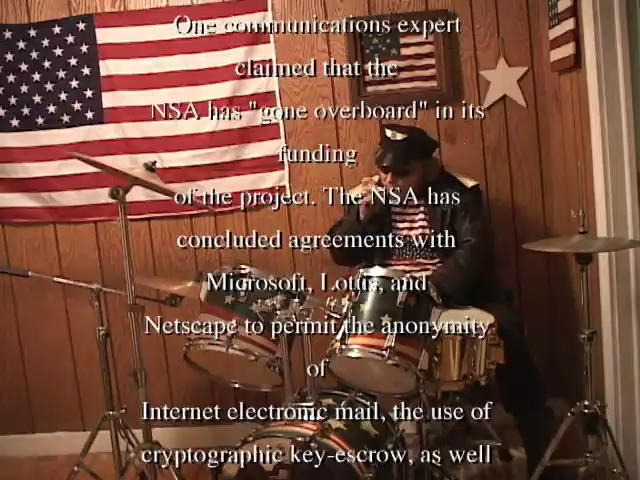 One communications expert
claimed that the
NSA has "gone overboard" in its
funding
of the project. The NSA has
concluded agreements with
Microsoft, Lotus, and
Netscape to permit the anonymity
of
Internet electronic mail, the use of
cryptographic key-escrow, as well